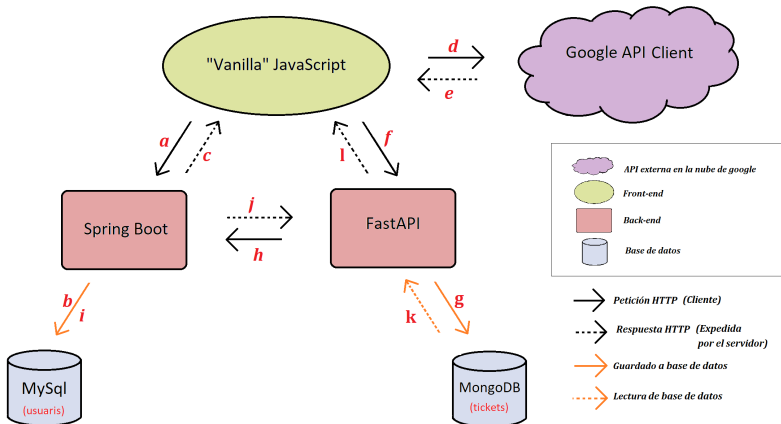 "Vanilla" JavaScript
d
e
Google API Client
a
c
l
f
API externa en la nube de google
Front-end
Back-end
Base de datos
Spring Boot
j
h
FastAPI
b
i
k
g
Petición HTTP (Cliente)
Respuesta HTTP (Expedida
por el servidor)
Guardado a base de datos
Lectura de base de datos
MySql
(usuaris)
MongoDB
(tickets)